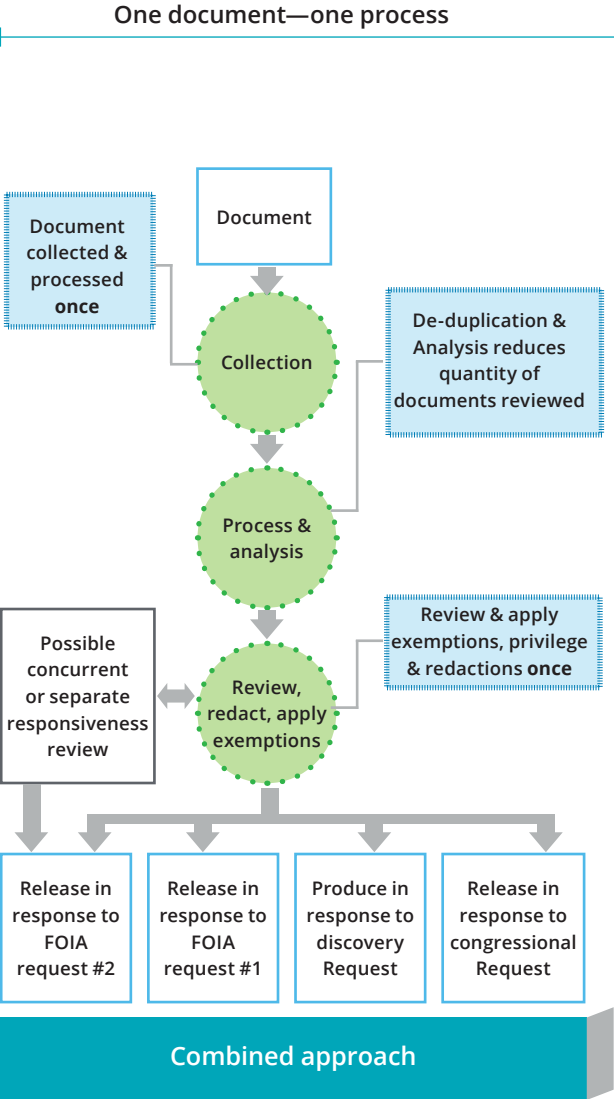 One document—one process
Document
Document
collected &
processed
once
Collection
De-duplication &
Analysis reduces
quantity of
documents reviewed
Process &
analysis
Review & apply
exemptions, privilege
& redactions once
Possible
concurrent
or separate
responsiveness
review
Review,
redact, apply
exemptions
Release in
response to
FOIA
request #2
Release in
response to
FOIA
request #1
Produce in
response to
discovery
Request
Release in
response to
congressional
Request
Combined approach